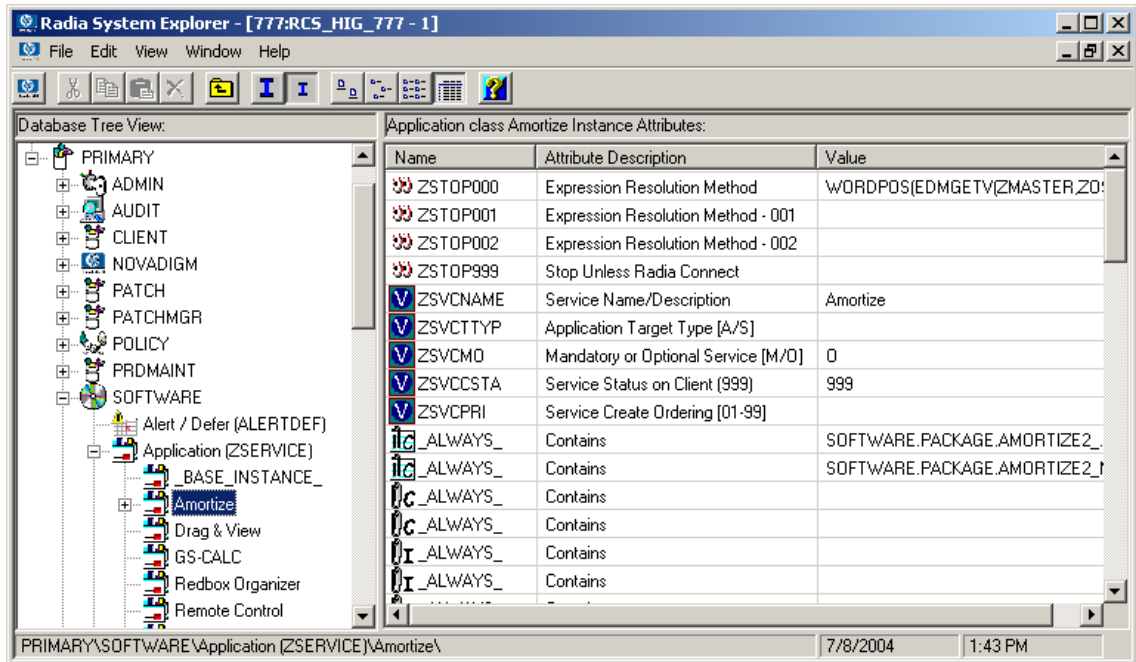 Radia System Explorer - [777:RCS_HIG_777 - 1]
File Edit View Window Help
Database Tree View:
PRIMARY
ADMIN
AUDIT
CLIENT
NOVADIGM
PATCH
PATCHMGR
POLICY
PRDMAINT
SOFTWARE
Alert / Defer (ALERTDEF)
Application (ZSERVICE)
_BASE_INSTANCE_
Amortize
Drag & View
GS-CALC
Redbox Organizer
Remote Control
Application class Amortize Instance Attributes:
Name Attribute Description Value
ZSTOP000 Expression Resolution Method WORDPOS(EDMGETV(ZMASTER,ZOS
ZSTOP001 Expression Resolution Method - 001
ZSTOP002 Expression Resolution Method - 002
ZSTOP999 Stop Unless Radia Connect
V ZSVCNAME Service Name/Description Amortize
V ZSVCTTYP Application Target Type [A/S]
V ZSVCMO Mandatory or Optional Service [M/O] O
V ZSVCCSTA Service Status on Client (999) 999
V ZSVCPRI Service Create Ordering [01-99]
_ALWAYS_ Contains SOFTWARE.PACKAGE.AMORTIZE2_
_ALWAYS_ Contains SOFTWARE.PACKAGE.AMORTIZE2_
_ALWAYS_ Contains
_ALWAYS_ Contains
_ALWAYS_ Contains
_ALWAYS_ Contains
PRIMARY\SOFTWARE\Application (ZSERVICE)\Amortize\ 7/8/2004 1:43 PM